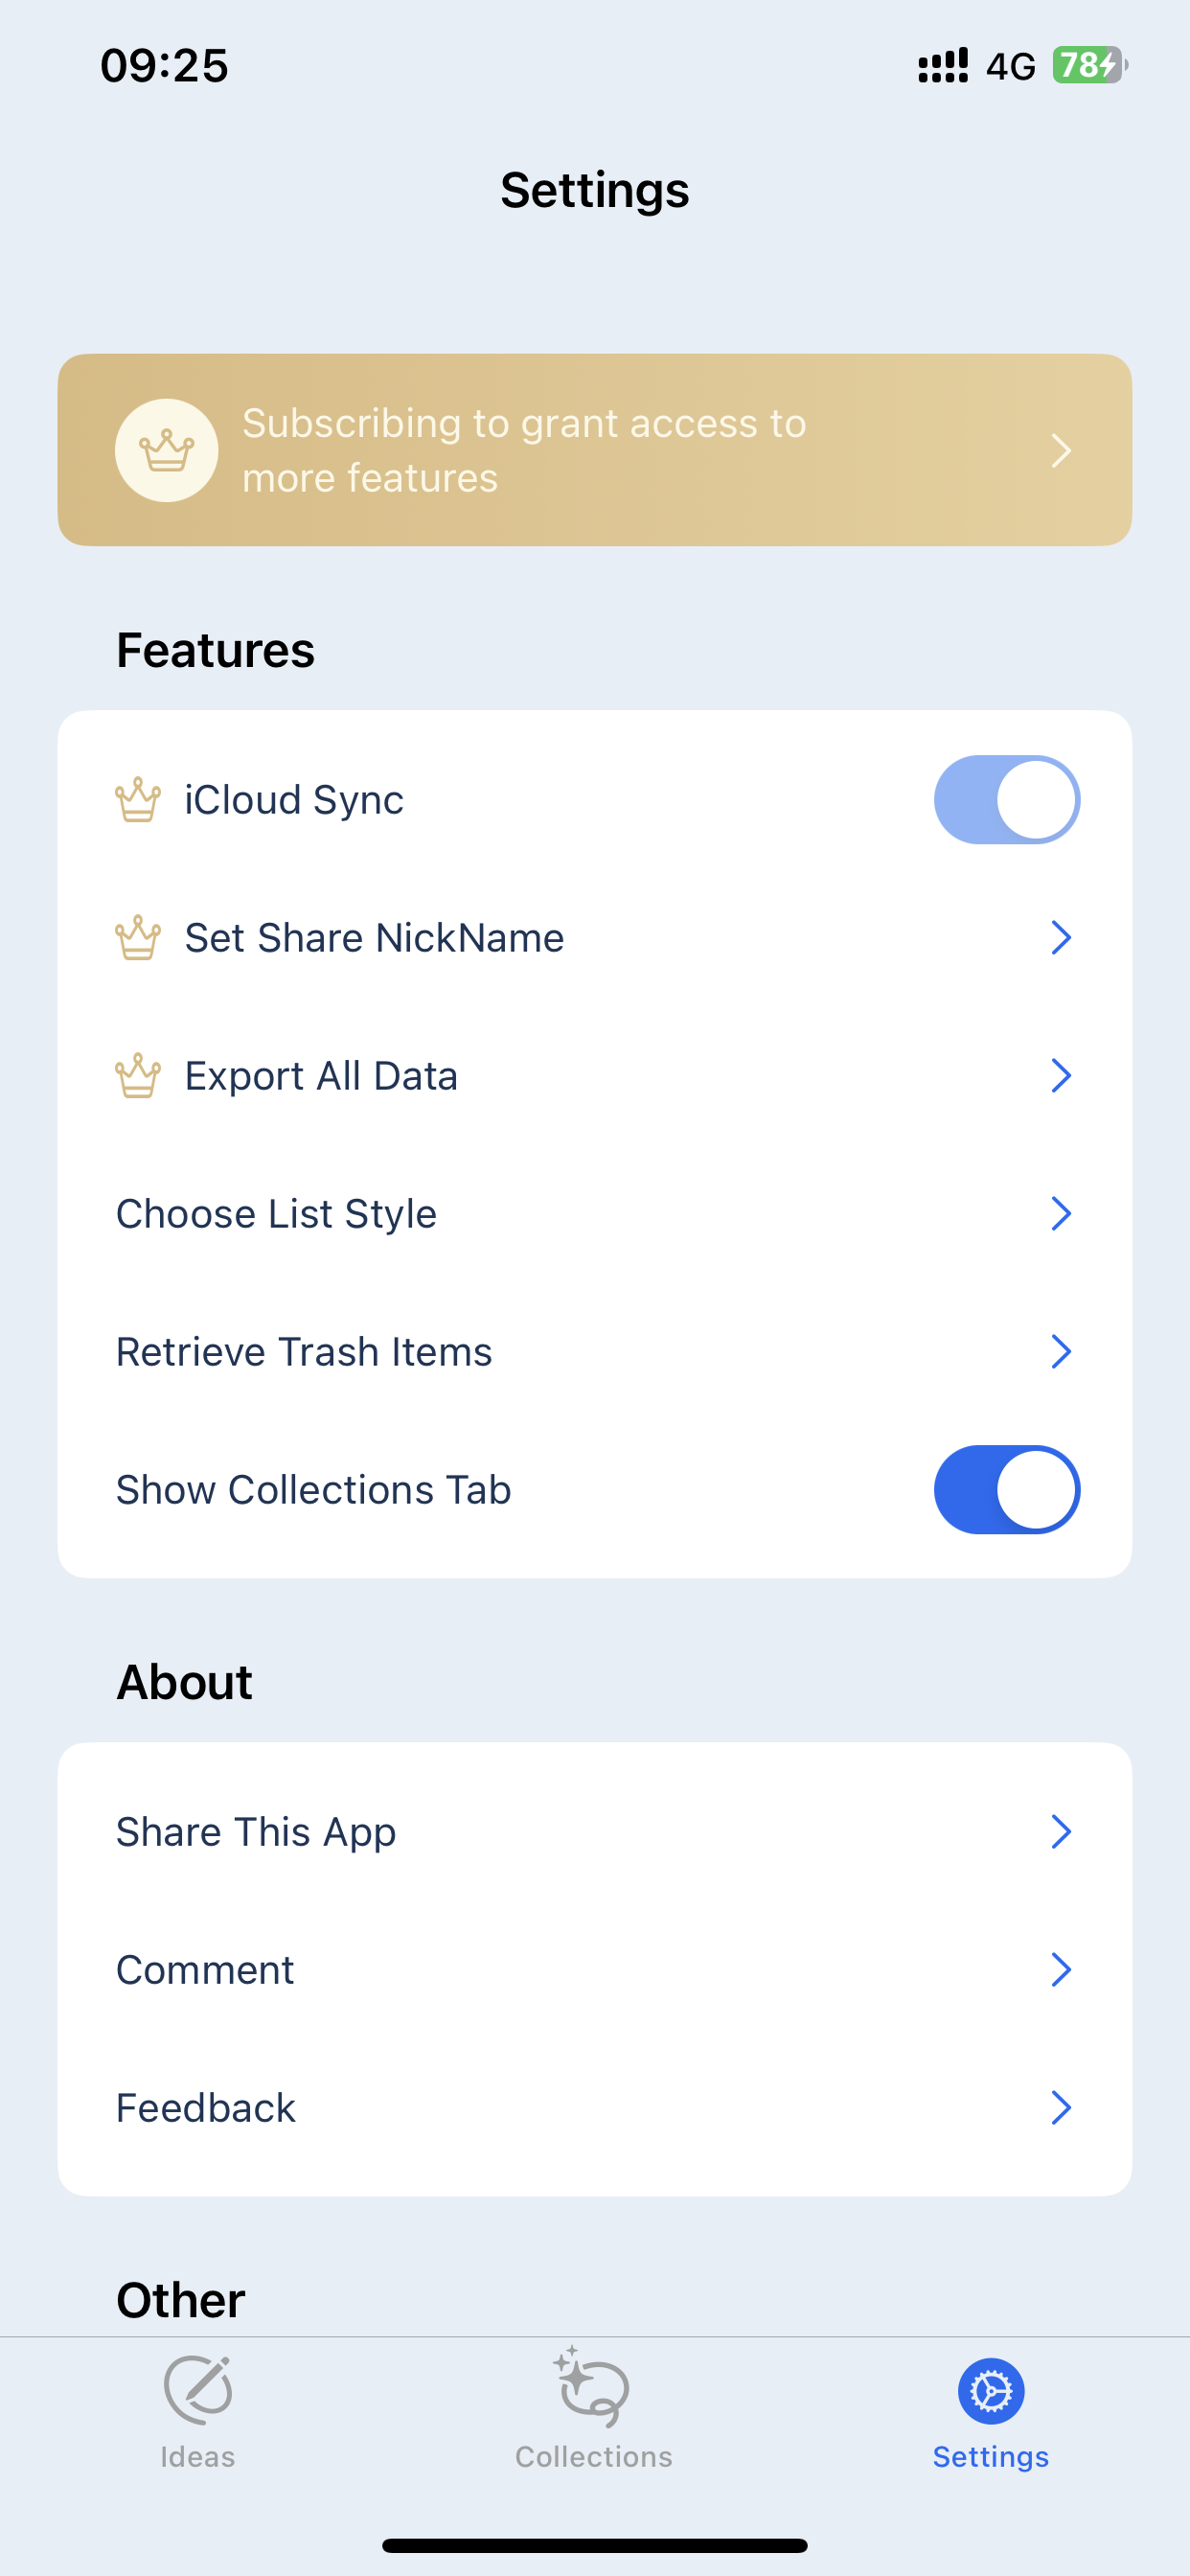 09:25
4G
78
Settings
Subscribing to grant access to
more features
Features
iCloud Sync
Set Share NickName
Export All Data
Choose List Style
Retrieve Trash Items
Show Collections Tab
About
Share This App
Comment
Feedback
Other
Ideas
Collections
Settings